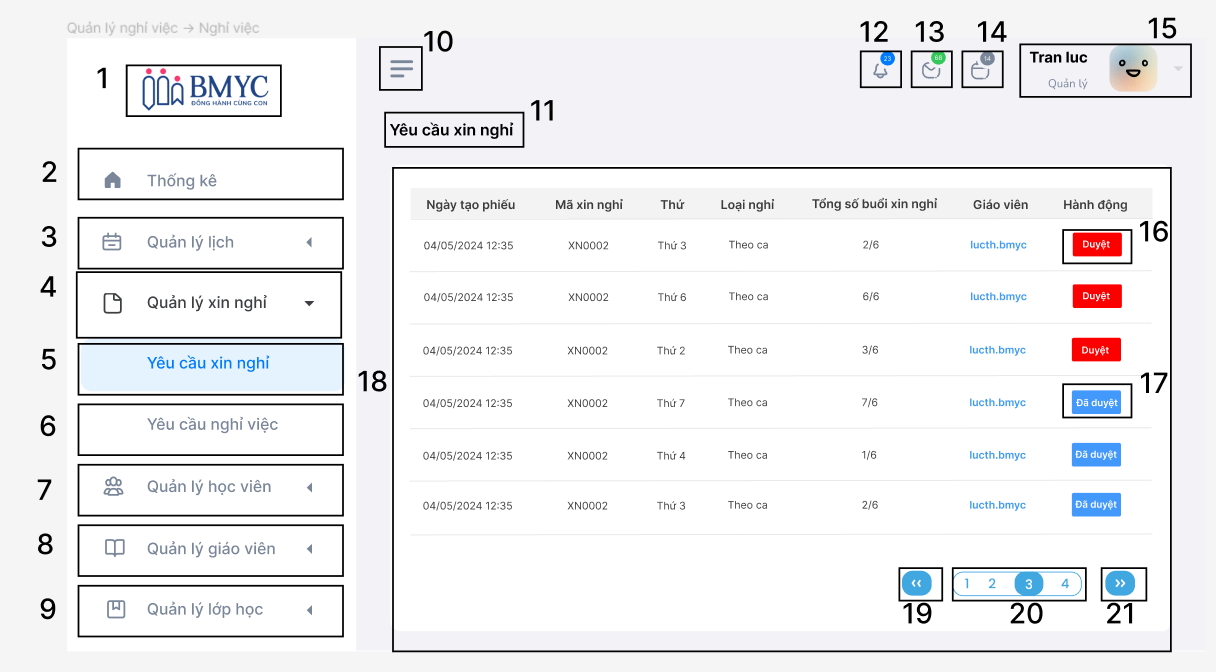 Quản lý nghỉ việc → Nghỉ việc
1
BMYC
ĐỒNG HÀNH CÙNG CON
2
Thống kê
3
Quản lý lịch
4
Quản lý xin nghỉ
5
Yêu cầu xin nghỉ
6
Yêu cầu nghỉ việc
7
Quản lý học viên
8
Quản lý giáo viên
9
Quản lý lớp học
10
12
23
13
68
14
14
15
Tran luc
Quản lý
11
Yêu cầu xin nghỉ
18
Ngày tạo phiếu Mã xin nghỉ Thứ Loại nghỉ Tổng số buổi xin nghỉ Giáo viên Hành động
04/05/2024 12:35 XN0002 Thứ 3 Theo ca 2/6 lucth.bmyc Duyệt
16
04/05/2024 12:35 XN0002 Thứ 6 Theo ca 6/6 lucth.bmyc Duyệt
04/05/2024 12:35 XN0002 Thứ 2 Theo ca 3/6 lucth.bmyc Duyệt
04/05/2024 12:35 XN0002 Thứ 7 Theo ca 7/6 lucth.bmyc Đã duyệt
17
04/05/2024 12:35 XN0002 Thứ 4 Theo ca 1/6 lucth.bmyc Đã duyệt
04/05/2024 12:35 XN0002 Thứ 3 Theo ca 2/6 lucth.bmyc Đã duyệt
‹‹ 1 2 3 4 ››
19 20 21